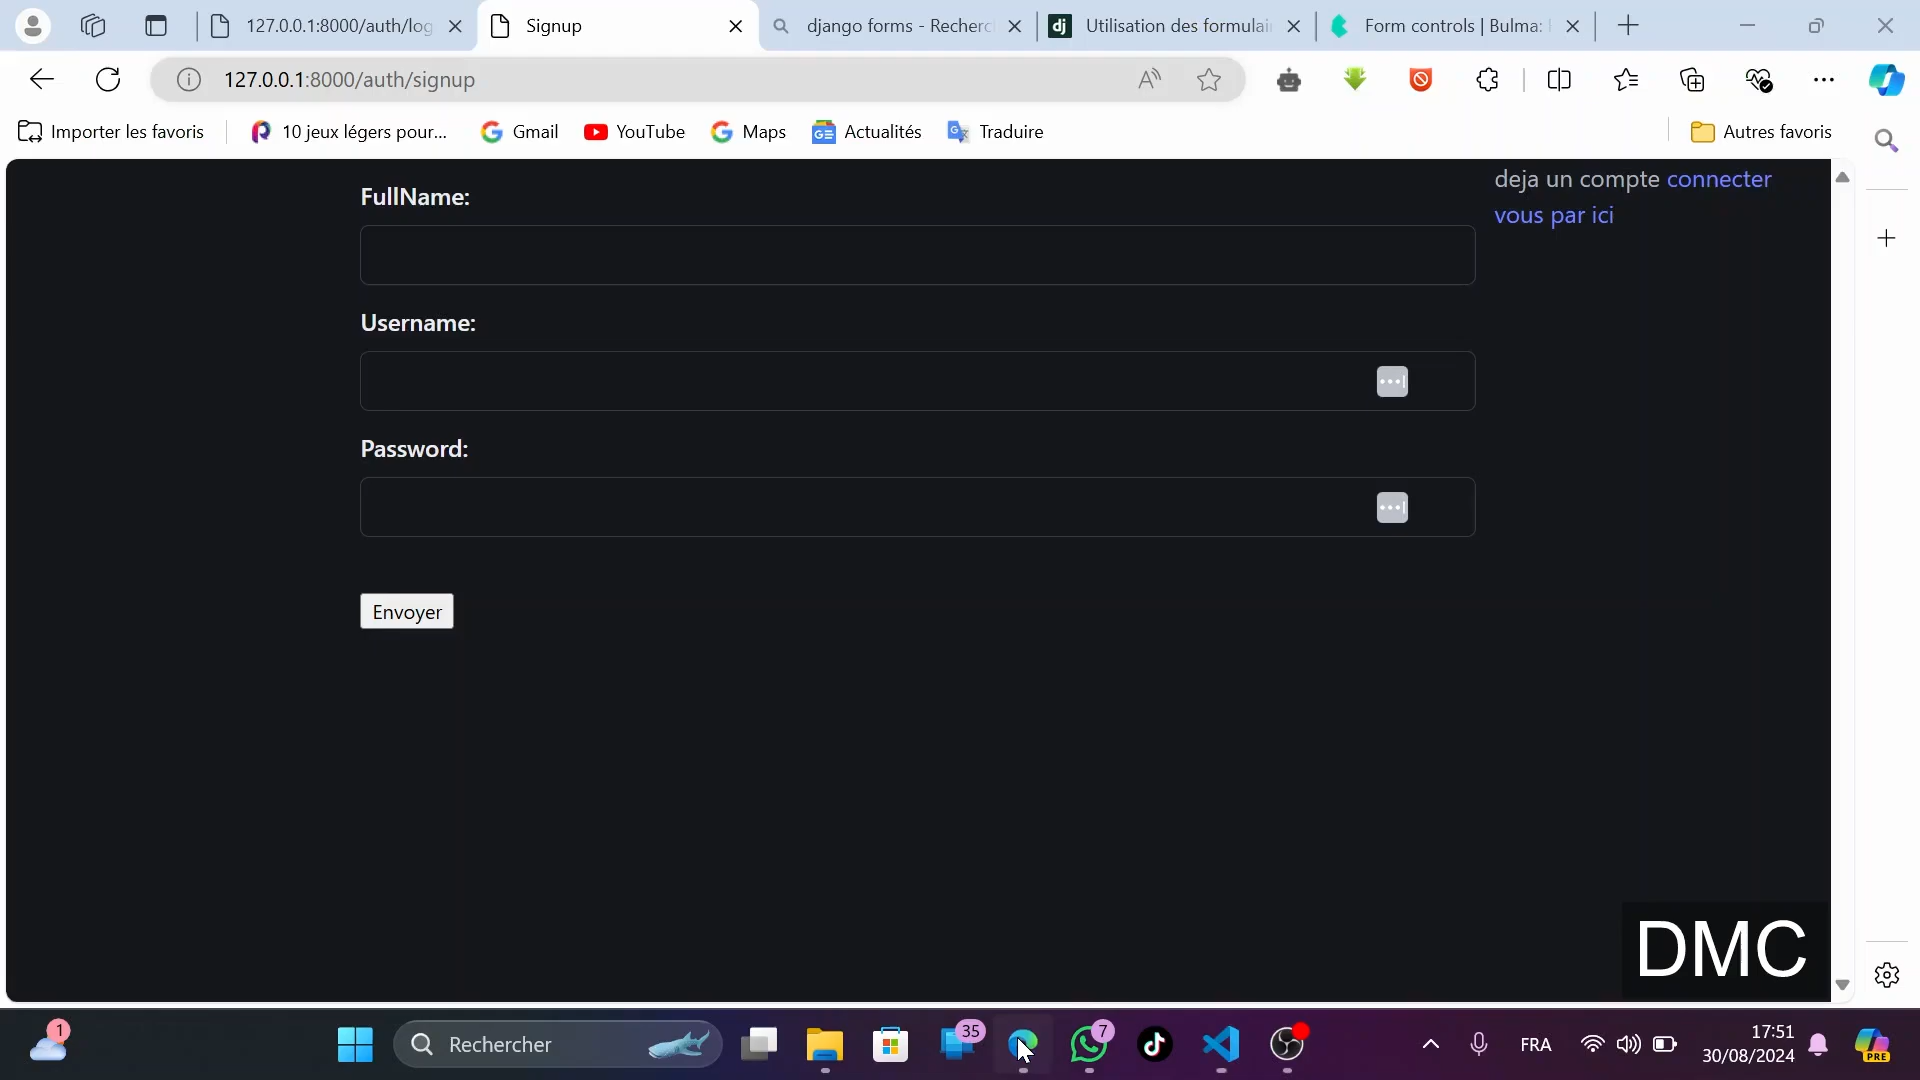 127.0.0.1:8000/auth/log
Signup
django forms - Recherc
Utilisation des formulai
Form controls | Bulma:
127.0.0.1:8000/auth/signup
Importer les favoris
10 jeux légers pour...
Gmail
YouTube
Maps
Actualités
Traduire
Autres favoris
FullName:
deja un compte connecter
vous par ici
Username:
Password:
Envoyer
DMC
1
Rechercher
35
7
FRA
17:51
30/08/2024
PRE